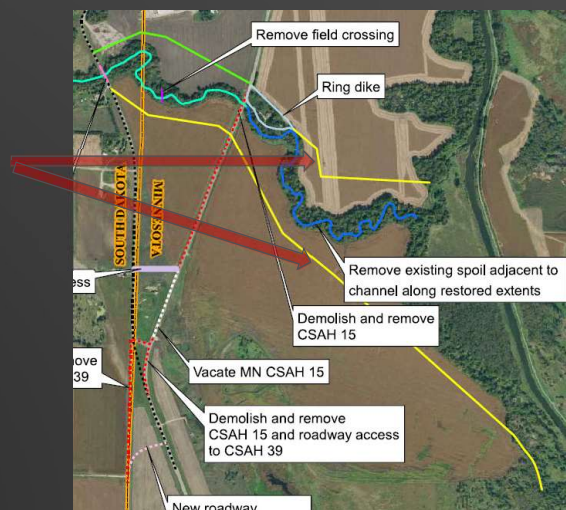 Remove field crossing
Ring dike
SOUTH DAKOTA
MINNESOTA
Remove existing spoil adjacent to
channel along restored extents
ess
Demolish and remove
CSAH 15
ove
39
Vacate MN CSAH 15
Demolish and remove
CSAH 15 and roadway access
to CSAH 39
New roadway